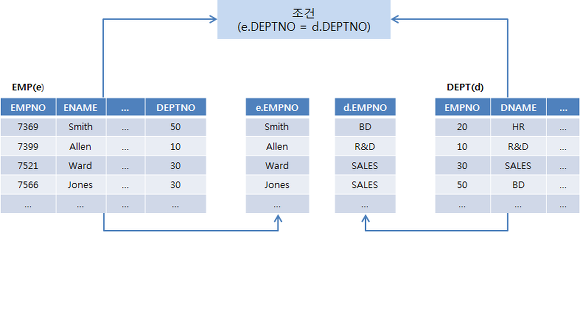 조건
(e.DEPTNO = d.DEPTNO)
EMP(e)
DEPT(d)
EMPNO ENAME ... DEPTNO
7369 Smith ... 50
7399 Allen ... 10
7521 Ward ... 30
7566 Jones ... 30
... ... ... ...
e.EMPNO
Smith
Allen
Ward
Jones
...
d.EMPNO
BD
R&D
SALES
SALES
...
EMPNO DNAME ...
20 HR ...
10 R&D ...
30 SALES ...
50 BD ...
... ... ...